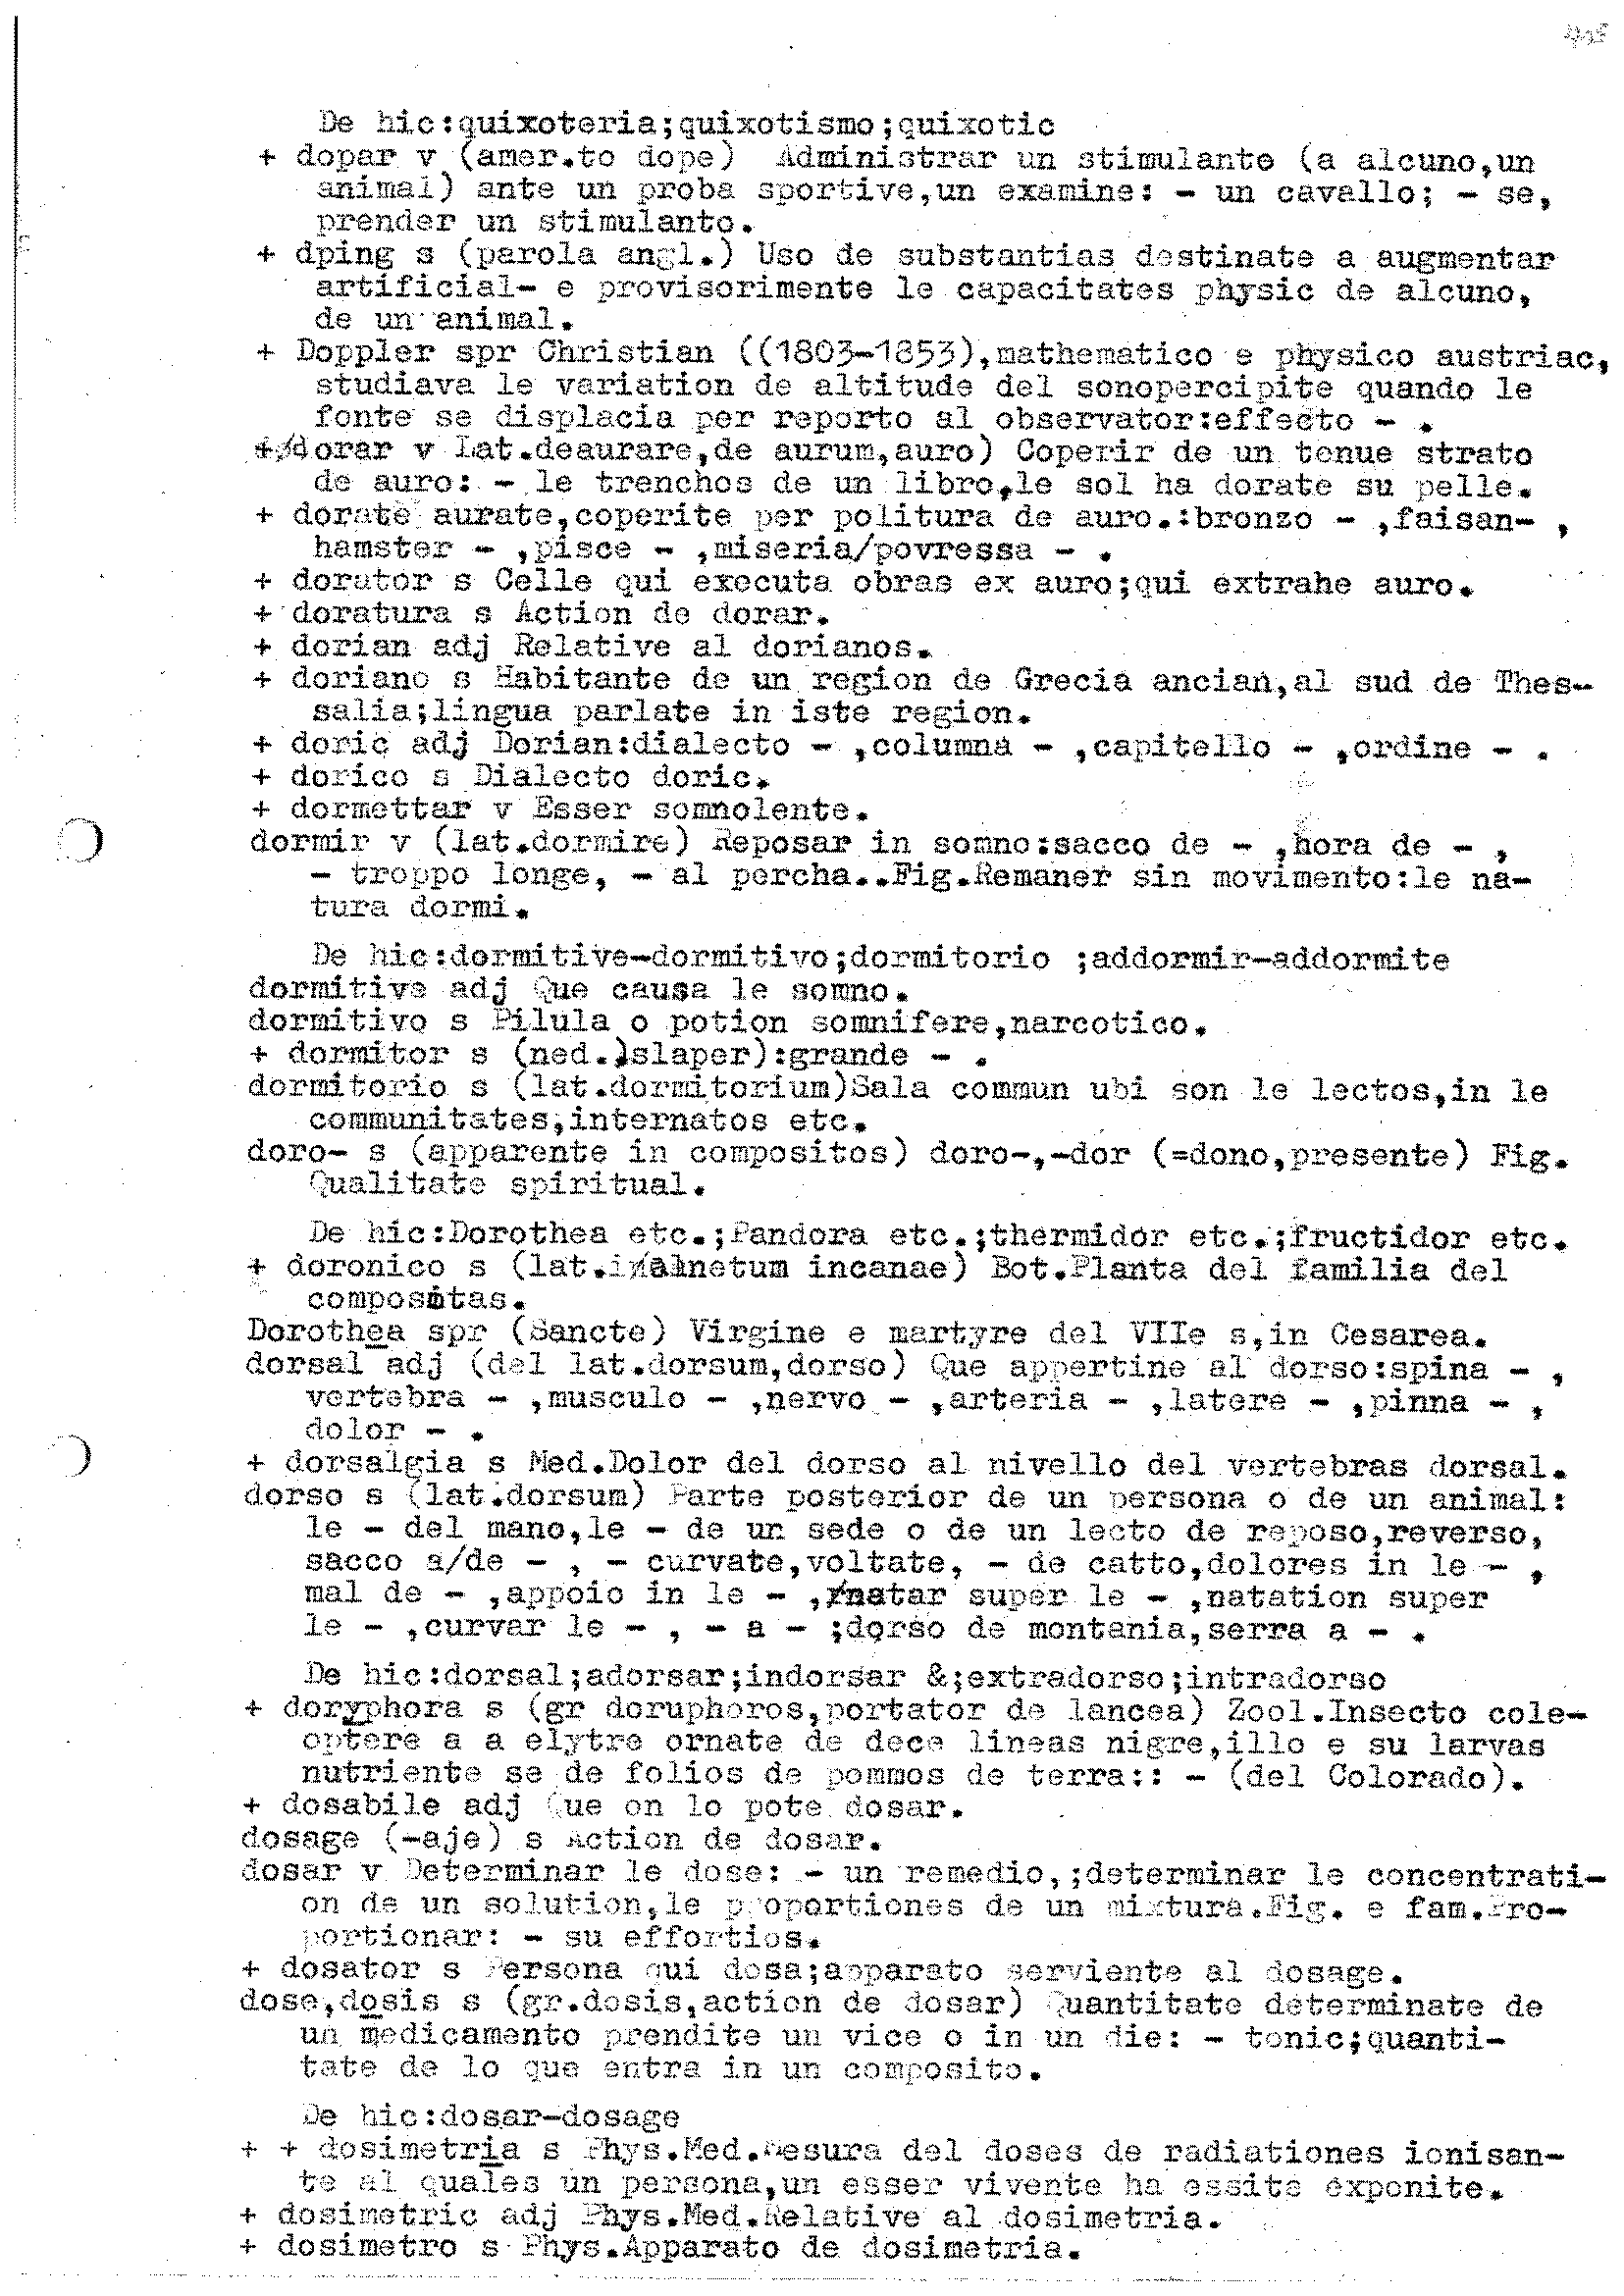 De hic:quixoteria;quixotismo;quixotic
+ dopar v (amer.to dope) Administrar un stimulante (a alcuno,un
animal) ante un proba sportive,un examine: - un cavallo; - se,
prender un stimulanto.
+ dping s (parola angl.) Uso de substantias destinate a augmentar
artificial- e provisorimente le capacitates physic de alcuno,
de un animal.
+ Doppler spr Christian ((1803-1853),mathematico e physico austriac,
studiava le variation de altitude del sonopercipite quando le
fonte se displacia per reporto al observator:effecto - .
+ dorar v Lat.deaurare,de aurum,auro) Coperir de un tenue strato
de auro: - le trenchos de un libro,le sol ha dorate su pelle.
+ dorate aurate,coperite per politura de auro.:bronzo - ,faisan- ,
hamster - ,pisce - ,miseria/povressa - .
+ dorator s Celle qui executa obras ex auro;qui extrahe auro.
+ doratura s Action de dorar.
+ dorian adj Relative al dorianos.
+ doriano s Habitante de un region de Grecia ancian,al sud de Thes-
salia;lingua parlate in iste region.
+ doric adj Dorian:dialecto - ,columna - ,capitello - ,ordine - .
+ dorico s Dialecto doric.
+ dormettar v Esser somnolente.
dormir v (lat.dormire) Reposar in somno:sacco de - ,hora de - ,
- troppo longe, - al percha..Fig.Remaner sin movimento:le na-
tura dormi.
De hic:dormitive-dormitivo;dormitorio ;addormir-addormite
dormitive adj Que causa le somno.
dormitivo s Pilula o potion somnifere,narcotico.
+ dormitor s (ned.)slaper):grande - .
dormitorio s (lat.dormitorium)Sala commun ubi son le lectos,in le
communitates,internatos etc.
doro- s (apparente in compositos) doro-,-dor (=dono,presente) Fig.
Qualitate spiritual.
De hic:Dorothea etc.;Pandora etc.;thermidor etc.;fructidor etc.
+ doronico s (lat. incanae) Bot.Planta del familia del
compositas.
Dorothea spr (Sancte) Virgine e martyre del VIIe s,in Cesarea.
dorsal adj (del lat.dorsum,dorso) Que appertine al dorso:spina - ,
vertebra - ,musculo - ,nervo - ,arteria - ,latere - ,pinna - ,
dolor - .
+ dorsalgia s Med.Dolor del dorso al nivello del vertebras dorsal.
dorso s (lat.dorsum) Parte posterior de un persona o de un animal:
le - del mano,le - de un sede o de un lecto de reposo,reverso,
sacco a/de - , - curvate,voltate, - de catto,dolores in le - ,
mal de - ,appoio in le - ,natar super le - ,natation super
le - ,curvar le - , - a - ;dorso de montania,serra a - .
De hic:dorsal;adorsar;indorsar &;extradorso;intradorso
+ doryphora s (gr doruphoros,portator de lancea) Zool.Insecto cole-
optere a a elytre ornate de dece lineas nigre,illo e su larvas
nutriente se de folios de pommos de terra:: - (del Colorado).
+ dosabile adj Que on lo pote dosar.
dosage (-aje) s Action de dosar.
dosar v Determinar le dose: - un remedio,;determinar le concentrati-
on de un solution,le proportiones de un mixtura.Fig. e fam.Pro-
portionar: - su effortios.
+ dosator s Persona qui dosa;apparato serviente al dosage.
dose,dosis s (gr.dosis,action de dosar) Quantitate determinate de
un medicamento prendite un vice o in un die: - tonic;quanti-
tate de lo que entra in un composito.
De hic:dosar-dosage
+ + dosimetria s Phys.Med.Mesura del doses de radiationes ionisan-
te al quales un persona,un esser vivente ha essite exponite.
+ dosimetric adj Phys.Med.Relative al dosimetria.
+ dosimetro s Phys.Apparato de dosimetria.